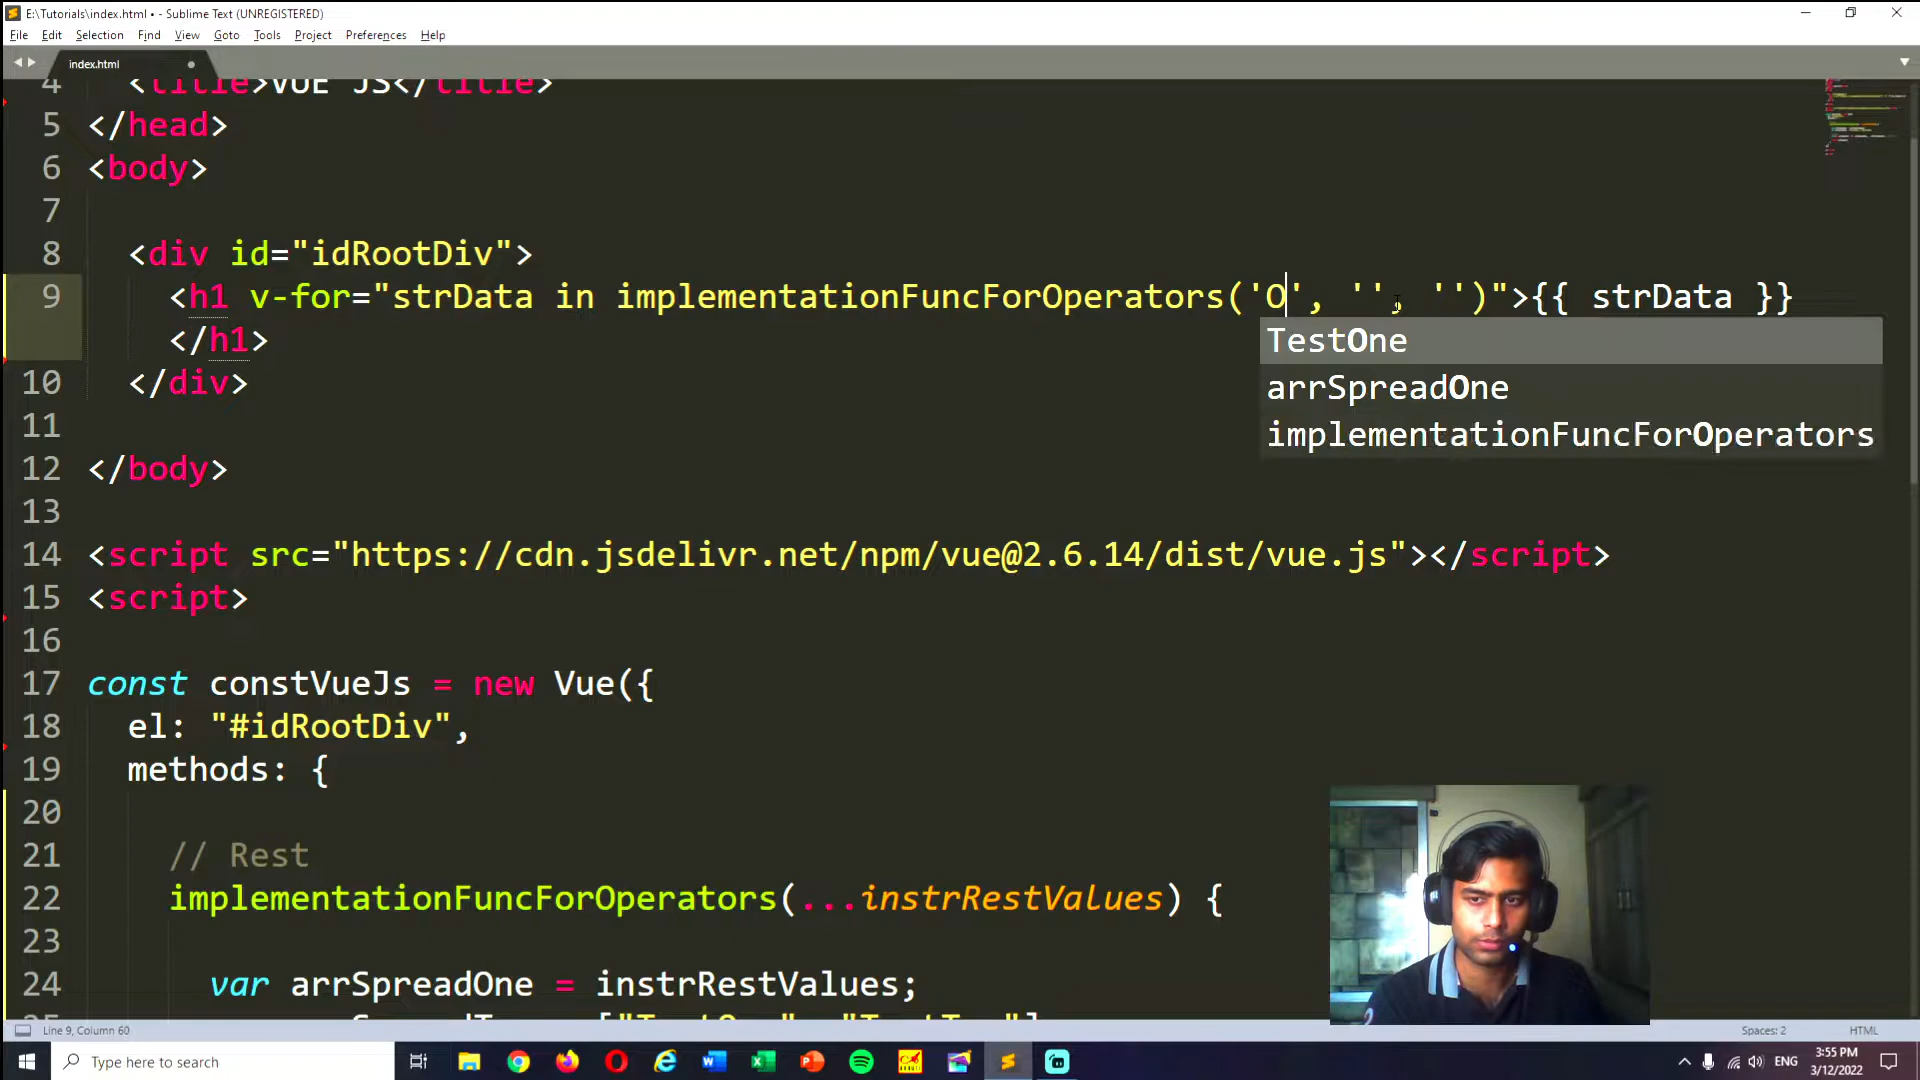 E:\Tutorials\index.html • - Sublime Text (UNREGISTERED)
File Edit Selection Find View Goto Tools Project Preferences Help
index.html
4 <title>VUE JS</title>
5 </head>
6 <body>
7
8 <div id="idRootDiv">
9 <h1 v-for="strData in implementationFuncForOperators('O', '', '')">{{ strData }}
</h1>
TestOne
arrSpreadOne
implementationFuncForOperators
10 </div>
11
12 </body>
13
14 <script src="https://cdn.jsdelivr.net/npm/vue@2.6.14/dist/vue.js"></script>
15 <script>
16
17 const constVueJs = new Vue({
18 el: "#idRootDiv",
19 methods: {
20
21 // Rest
22 implementationFuncForOperators(...instrRestValues) {
23
24 var arrSpreadOne = instrRestValues;
Line 9, Column 60
Spaces: 2
HTML
Type here to search
ENG
3:55 PM
3/12/2022